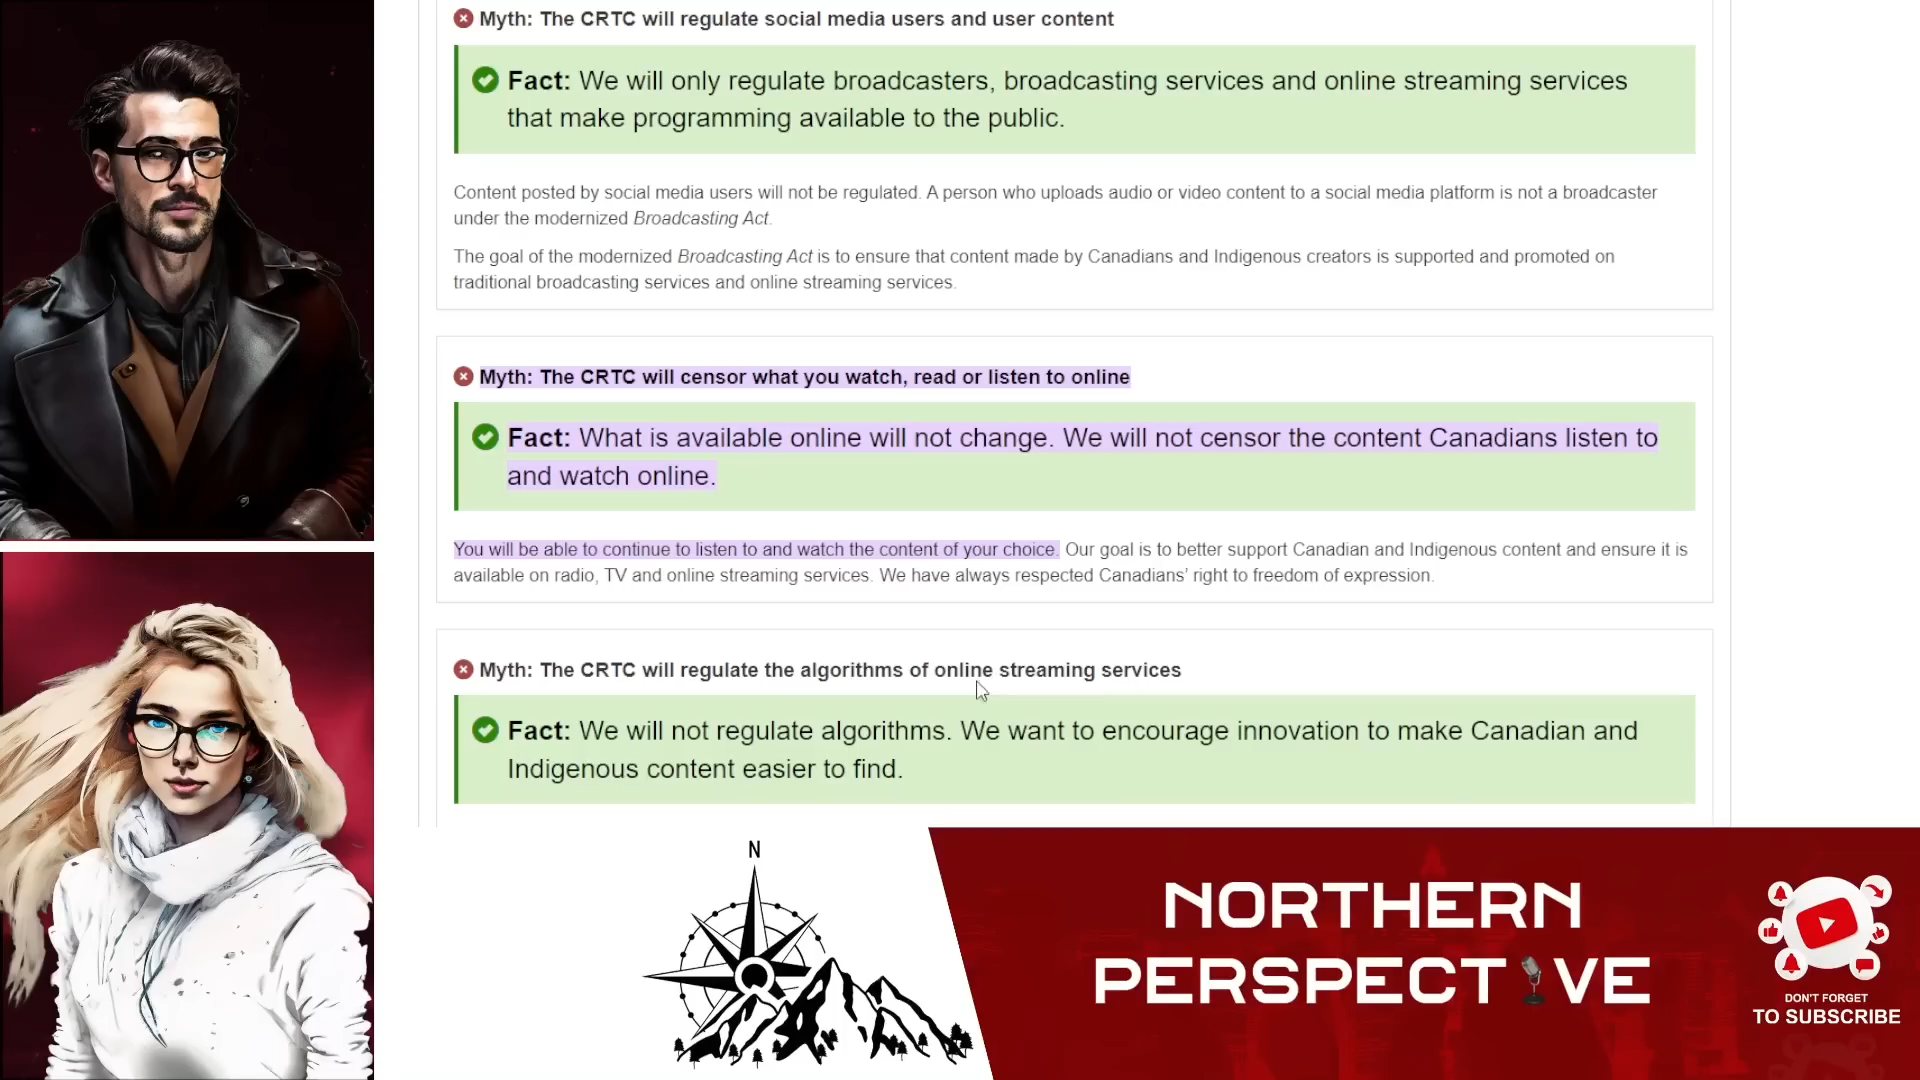 Myth: The CRTC will regulate social media users and user content
Fact: We will only regulate broadcasters, broadcasting services and online streaming services
that make programming available to the public.
Content posted by social media users will not be regulated. A person who uploads audio or video content to a social media platform is not a broadcaster
under the modernized Broadcasting Act.
The goal of the modernized Broadcasting Act is to ensure that content made by Canadians and Indigenous creators is supported and promoted on
traditional broadcasting services and online streaming services.
Myth: The CRTC will censor what you watch, read or listen to online
Fact: What is available online will not change. We will not censor the content Canadians listen to
and watch online.
You will be able to continue to listen to and watch the content of your choice. Our goal is to better support Canadian and Indigenous content and ensure it is
available on radio, TV and online streaming services. We have always respected Canadians’ right to freedom of expression.
Myth: The CRTC will regulate the algorithms of online streaming services
Fact: We will not regulate algorithms. We want to encourage innovation to make Canadian and
Indigenous content easier to find.
N
NORTHERN
PERSPECTIVE
DON'T FORGET
TO SUBSCRIBE